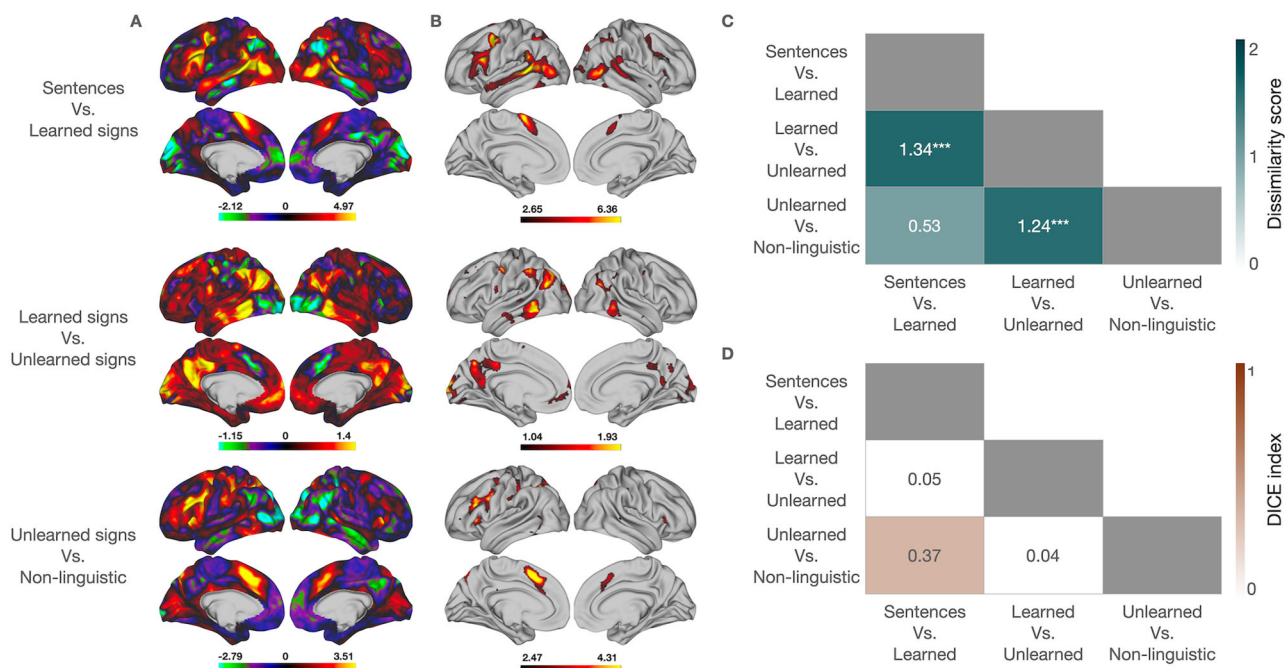 A
B
C
Sentences
Vs.
Learned signs
-2.12 0 4.97
2.65 6.36
Learned signs
Vs.
Unlearned signs
-1.15 0 1.4
1.04 1.93
Unlearned signs
Vs.
Non-linguistic
-2.79 0 3.51
2.47 4.31
Sentences
Vs.
Learned
Learned
Vs.
Unlearned
1.34***
Unlearned
Vs.
Non-linguistic
0.53
1.24***
Sentences
Vs.
Learned
Learned
Vs.
Unlearned
Unlearned
Vs.
Non-linguistic
2
1
0
Dissimilarity score
D
Sentences
Vs.
Learned
Learned
Vs.
Unlearned
0.05
Unlearned
Vs.
Non-linguistic
0.37
0.04
Sentences
Vs.
Learned
Learned
Vs.
Unlearned
Unlearned
Vs.
Non-linguistic
1
0
DICE index